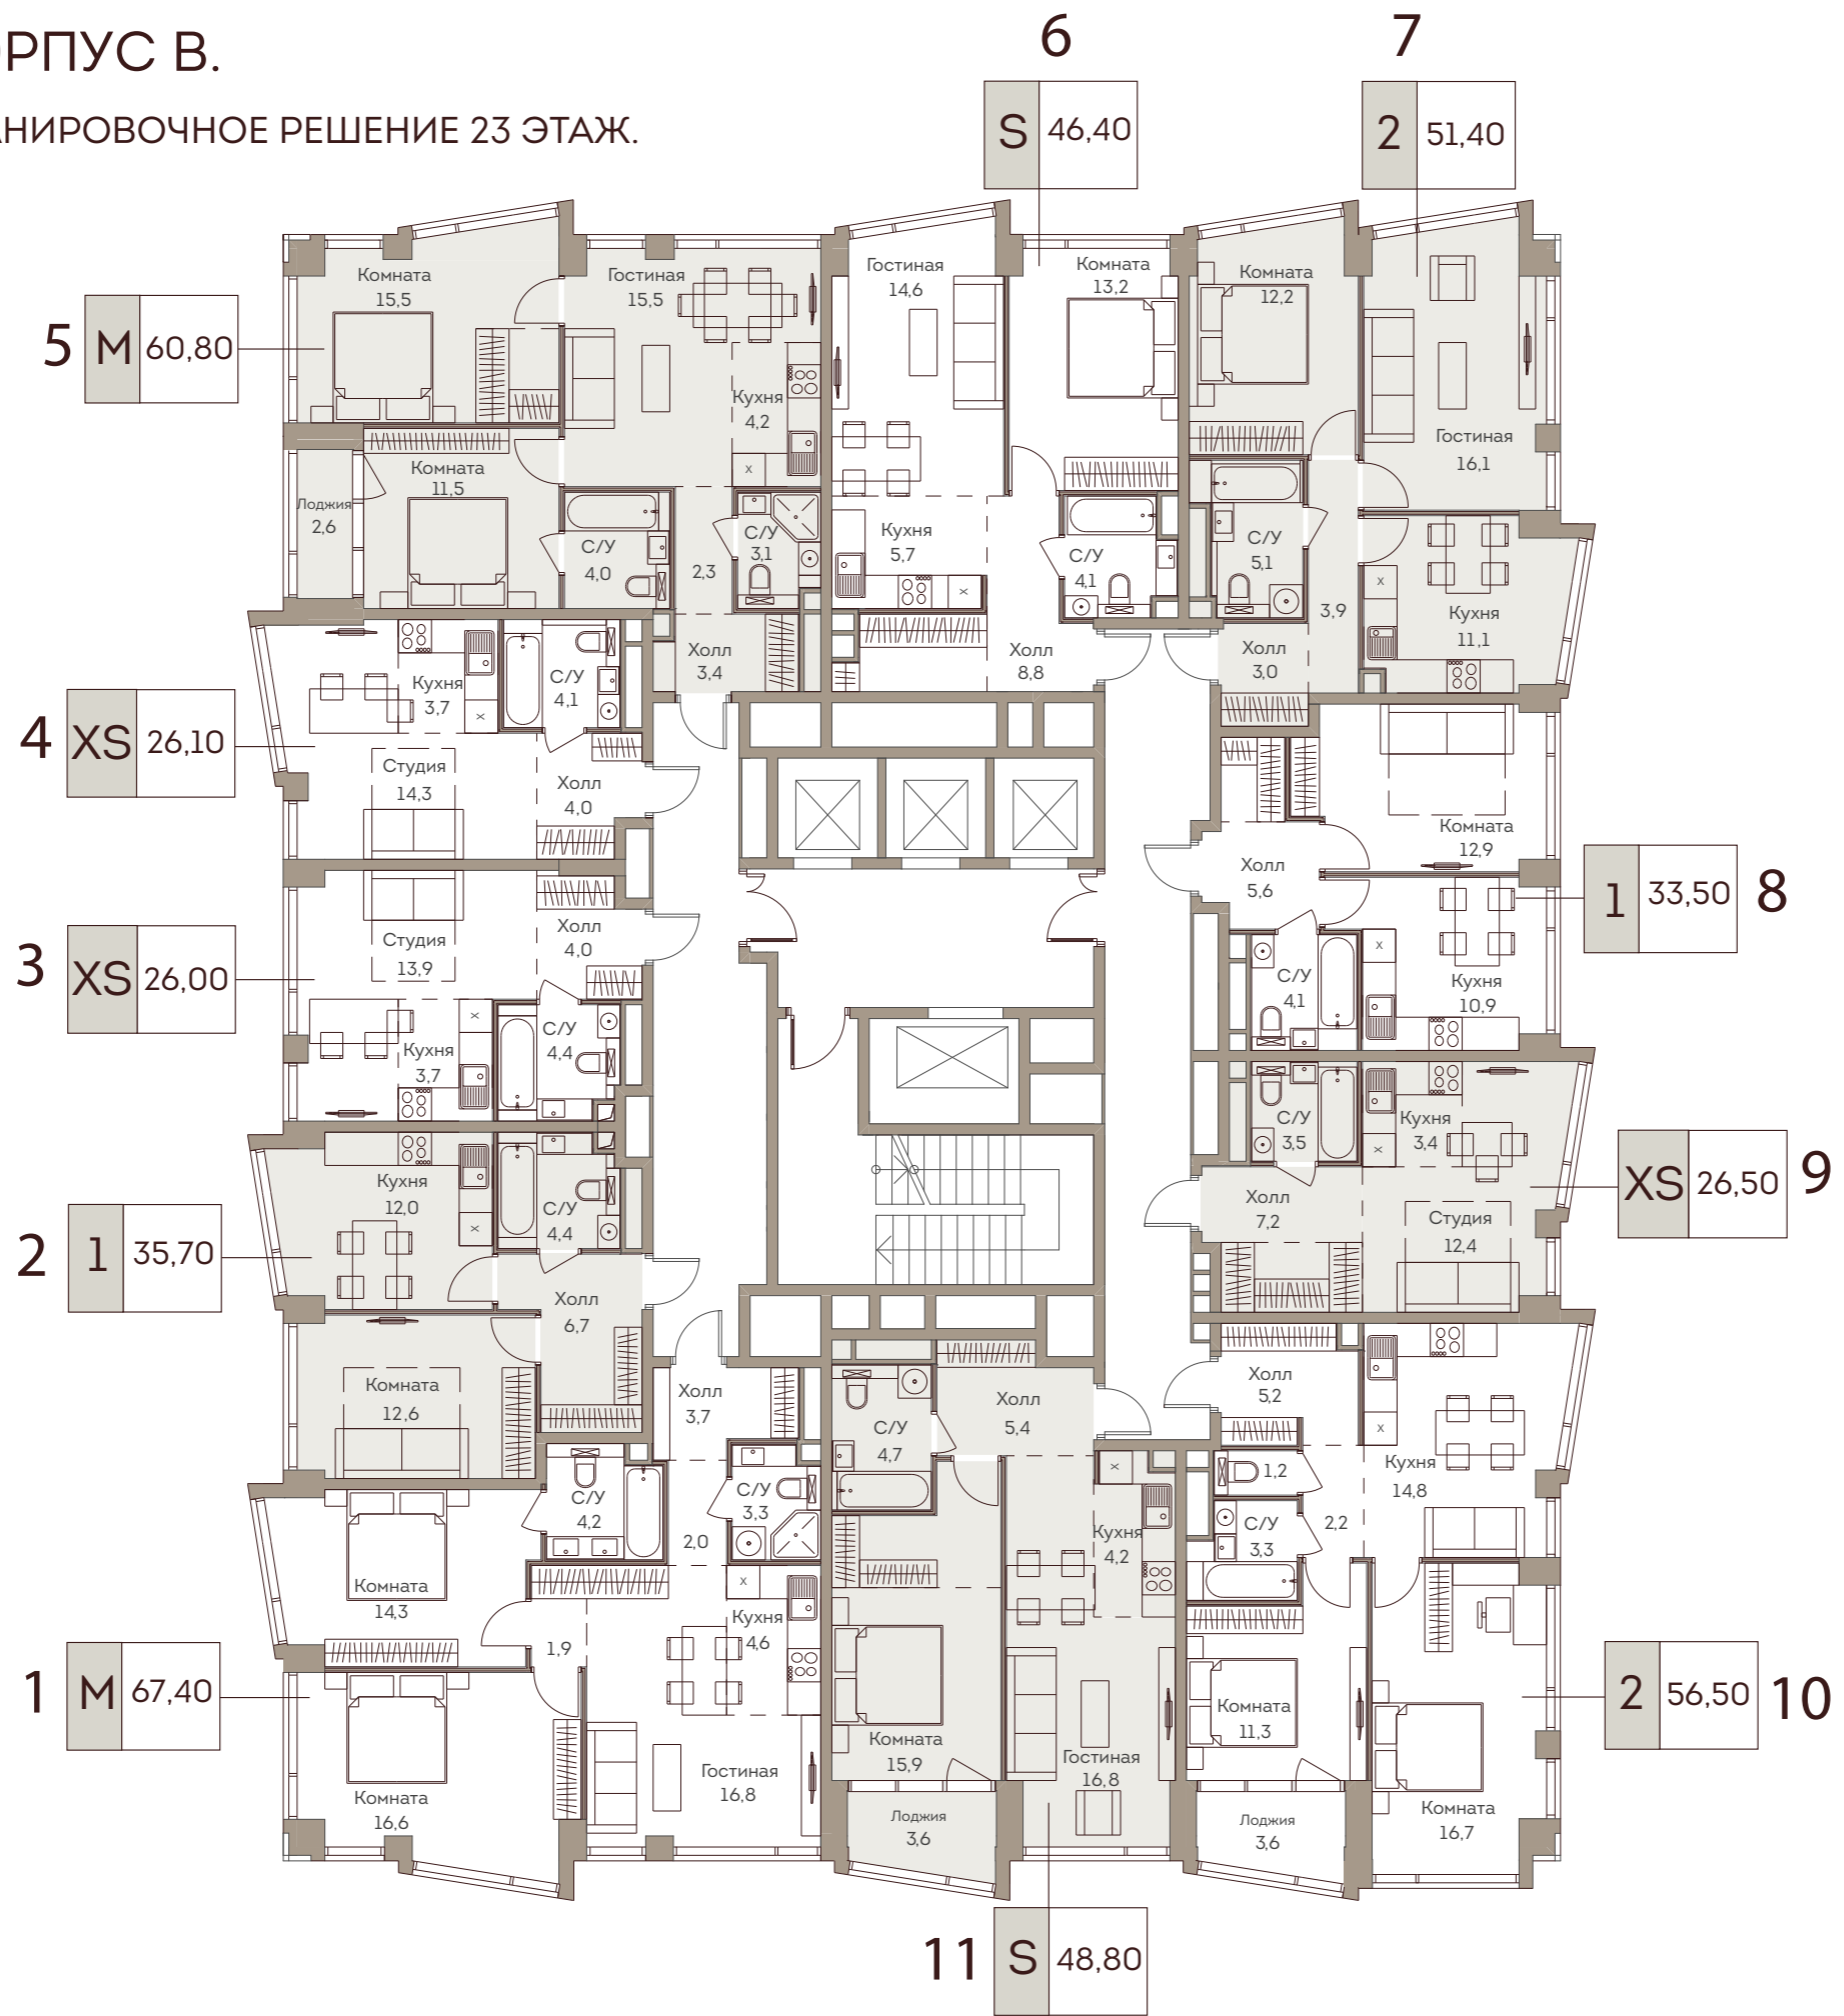 ОРПУС В.
АНИРОВОЧНОЕ РЕШЕНИЕ 23 ЭТАЖ.
6
S 46,40
7
2 51,40
5 M 60,80
Комната
15,5
Гостиная
15,5
Кухня
4,2
X
Комната
11,5
Лоджия
2,6
С/У
4,0
2,3
С/У
3,1
Холл
3,4
Гостиная
14,6
Комната
13,2
Кухня
5,7
X
С/У
4,1
Холл
8,8
Комната
12,2
Гостиная
16,1
С/У
5,1
3,9
X
Кухня
11,1
Холл
3,0
4 XS 26,10
Кухня
3,7
X
С/У
4,1
Студия
14,3
Холл
4,0
3 XS 26,00
Студия
13,9
Холл
4,0
X
Кухня
3,7
С/У
4,4
2 1 35,70
Кухня
12,0
X
С/У
4,4
Холл
6,7
Комната
12,6
1 M 67,40
Холл
3,7
С/У
4,2
С/У
3,3
2,0
Комната
14,3
1,9
X
Кухня
4,6
Комната
16,6
Гостиная
16,8
1 33,50 8
Комната
12,9
Холл
5,6
X
С/У
4,1
Кухня
10,9
XS 26,50 9
С/У
3,5
Кухня
3,4
X
Холл
7,2
Студия
12,4
2 56,50 10
Холл
5,2
X
Кухня
14,8
1,2
2,2
С/У
3,3
Комната
11,3
Комната
16,7
Лоджия
3,6
Холл
5,4
С/У
4,7
X
Кухня
4,2
Комната
15,9
Гостиная
16,8
Лоджия
3,6
11 S 48,80